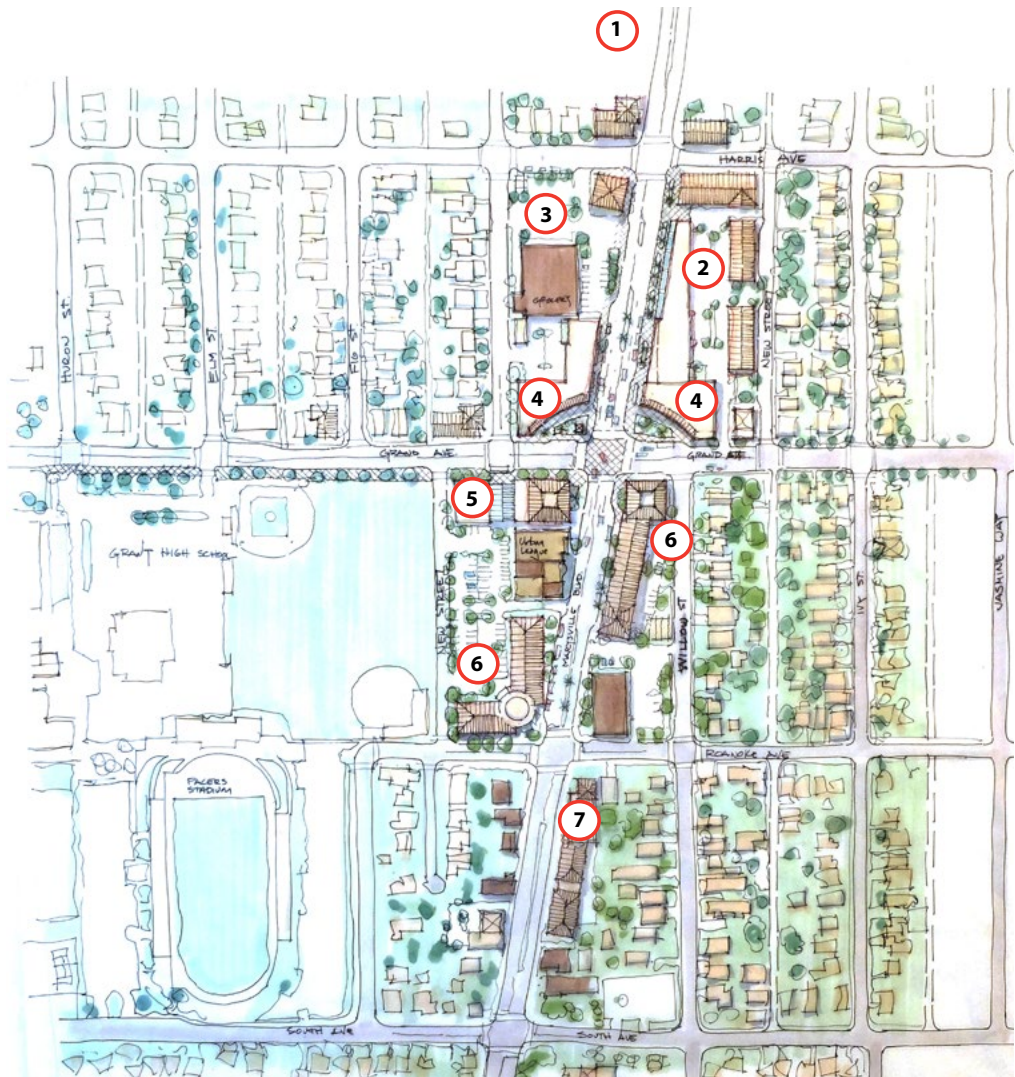 1
HARRIS AVE
3
2
GROCERY
HURON St.
ELM ST.
RIO ST.
NEW STREET
4
4
GRAND AVE.
GRAND AVE
5
6
GRANT HIGH SCHOOL
Urban
League
NEW STREET
MARYSVILLE BLVD.
WILLOW ST
IVY ST.
JASMINE WAY
6
ROANOKE AVE
PACERS
STADIUM
7
SOUTH AVE
SOUTH AVE